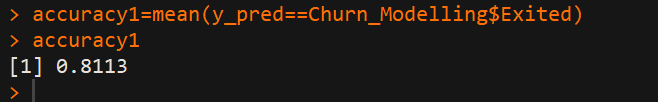 > accuracy1=mean(y_pred==Churn_Modelling$Exited)
> accuracy1
[1] 0.8113
>